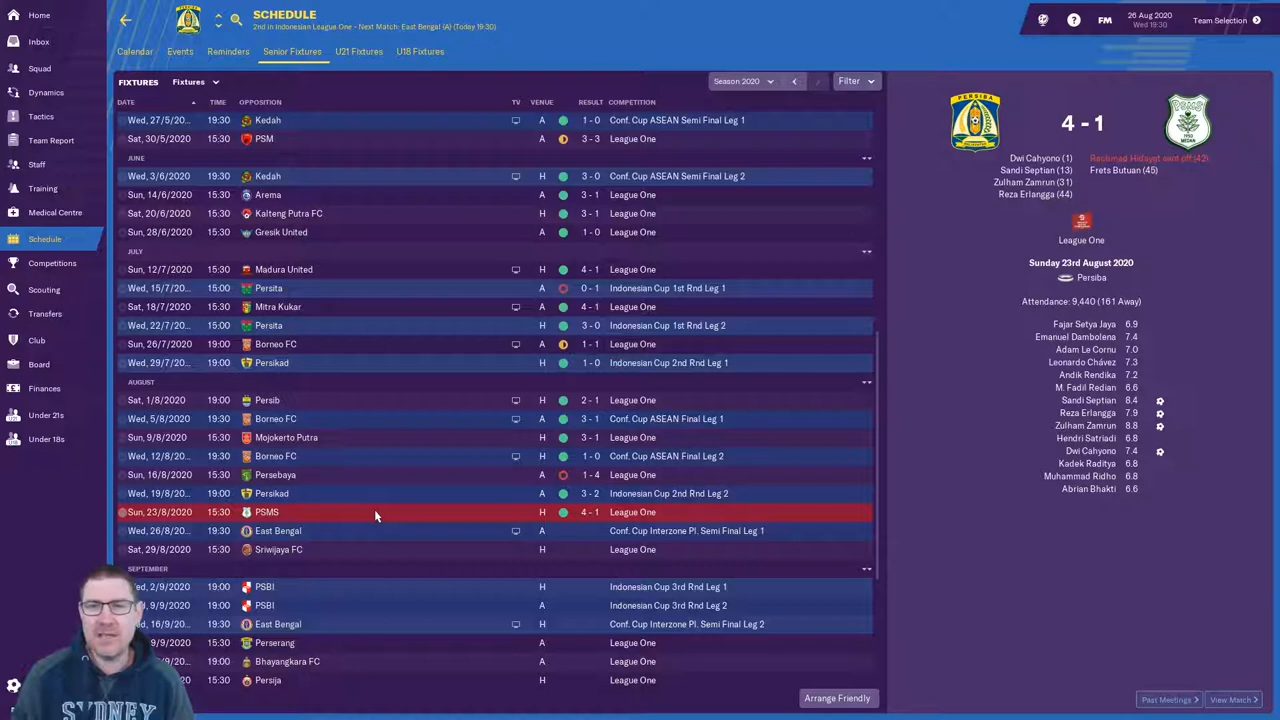 SCHEDULE
2nd in Indonesian League One - Next Match: East Bengal (A) (Today 19:30)
FM
26 Aug 2020
Wed 19:30
Team Selection
Home
Inbox
Squad
Dynamics
Tactics
Team Report
Staff
Training
Medical Centre
Schedule
Competitions
Scouting
Transfers
Club
Board
Finances
Under 21s
Under 18s
Calendar Events Reminders Senior Fixtures U21 Fixtures U18 Fixtures
FIXTURES Fixtures Season 2020 Filter
DATE TIME OPPOSITION TV VENUE RESULT COMPETITION
Wed, 27/5/20... 19:30 Kedah A 1 - 0 Conf. Cup ASEAN Semi Final Leg 1
Sat, 30/5/20... 19:30 PSM A 3 - 3 League One
JUNE
Wed, 3/6/2020 19:30 Kedah H 3 - 0 Conf. Cup ASEAN Semi Final Leg 2
Sun, 14/6/2020 15:30 Arema A 3 - 1 League One
Sat, 20/6/2020 15:30 Kalteng Putra FC H 3 - 1 League One
Sun, 28/6/2020 15:30 Gresik United A 1 - 0 League One
JULY
Sun, 12/7/2020 15:30 Madura United H 4 - 1 League One
Wed, 15/7/20... 15:00 Persita A 0 - 1 Indonesian Cup 1st Rnd Leg 1
Sat, 18/7/2020 15:30 Mitra Kukar A 4 - 1 League One
Wed, 22/7/20... 15:00 Persita H 3 - 0 Indonesian Cup 1st Rnd Leg 2
Sun, 26/7/2020 19:00 Borneo FC A 1 - 1 League One
Wed, 29/7/20... 19:00 Persikad H 1 - 0 Indonesian Cup 2nd Rnd Leg 1
AUGUST
Sat, 1/8/2020 19:00 Persib H 2 - 1 League One
Wed, 5/8/2020 19:30 Borneo FC A 3 - 1 Conf. Cup ASEAN Final Leg 1
Sun, 9/8/2020 15:30 Mojokerto Putra H 3 - 1 League One
Wed, 12/8/20... 19:30 Borneo FC H 1 - 0 Conf. Cup ASEAN Final Leg 2
Sun, 16/8/2020 15:30 Persebaya A 1 - 4 League One
Wed, 19/8/20... 19:00 Persikad A 3 - 2 Indonesian Cup 2nd Rnd Leg 2
Sun, 23/8/2020 15:30 PSMS H 4 - 1 League One
Wed, 26/8/20... 19:30 East Bengal A Conf. Cup Interzone Pl. Semi Final Leg 1
Sat, 29/8/2020 15:30 Sriwijaya FC H League One
SEPTEMBER
Wed, 2/9/2020 19:00 PSBI H Indonesian Cup 3rd Rnd Leg 1
Wed, 9/9/2020 19:00 PSBI A Indonesian Cup 3rd Rnd Leg 2
Wed, 16/9/20... 19:30 East Bengal H Conf. Cup Interzone Pl. Semi Final Leg 2
9/9/2020 15:30 Perserang A League One
19:00 Bhayangkara FC A League One
15:30 Persija H League One
Arrange Friendly
PERSIBA
4 - 1
PSMS
MEDAN
Dwi Cahyono (1)
Sandi Septian (13) Frets Butuan (45)
Zulham Zamrun (31)
Reza Erlangga (44)
League One
Sunday 23rd August 2020
Persiba
Attendance: 9,440 (161 Away)
Fajar Setya Jaya 6.9
Emanuel Dambolena 7.4
Adam Le Cornu 7.0
Leonardo Chávez 7.3
Andik Rendika 7.2
M. Fadil Redian 6.6
Sandi Septian 8.4
Reza Erlangga 7.9
Zulham Zamrun 8.8
Hendri Satriadi 6.8
Dwi Cahyono 7.4
Kadek Raditya 6.8
Muhammad Ridho 6.8
Abrian Bhakti 6.6
Past Meetings View Match
SYDNEY